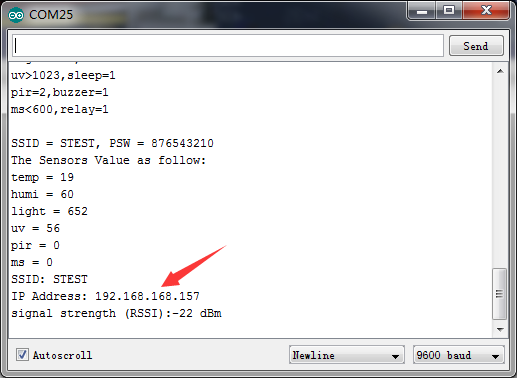 COM25
Send
uv>1023,sleep=1
pir=2,buzzer=1
ms<600,relay=1
SSID = STEST, PSW = 876543210
The Sensors Value as follow:
temp = 19
humi = 60
light = 652
uv = 56
pir = 0
ms = 0
SSID: STEST
IP Address: 192.168.168.157
signal strength (RSSI):-22 dBm
Autoscroll
Newline
9600 baud